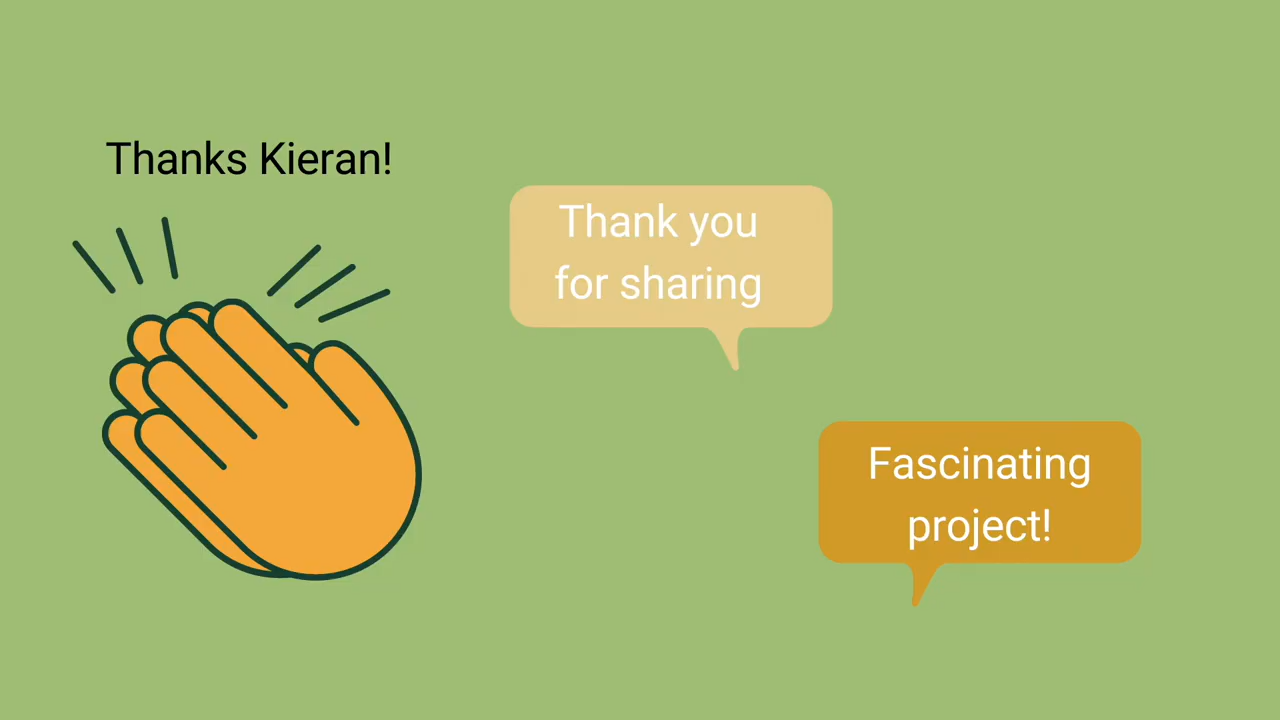 Thanks Kieran!
Thank you
for sharing
Fascinating
project!